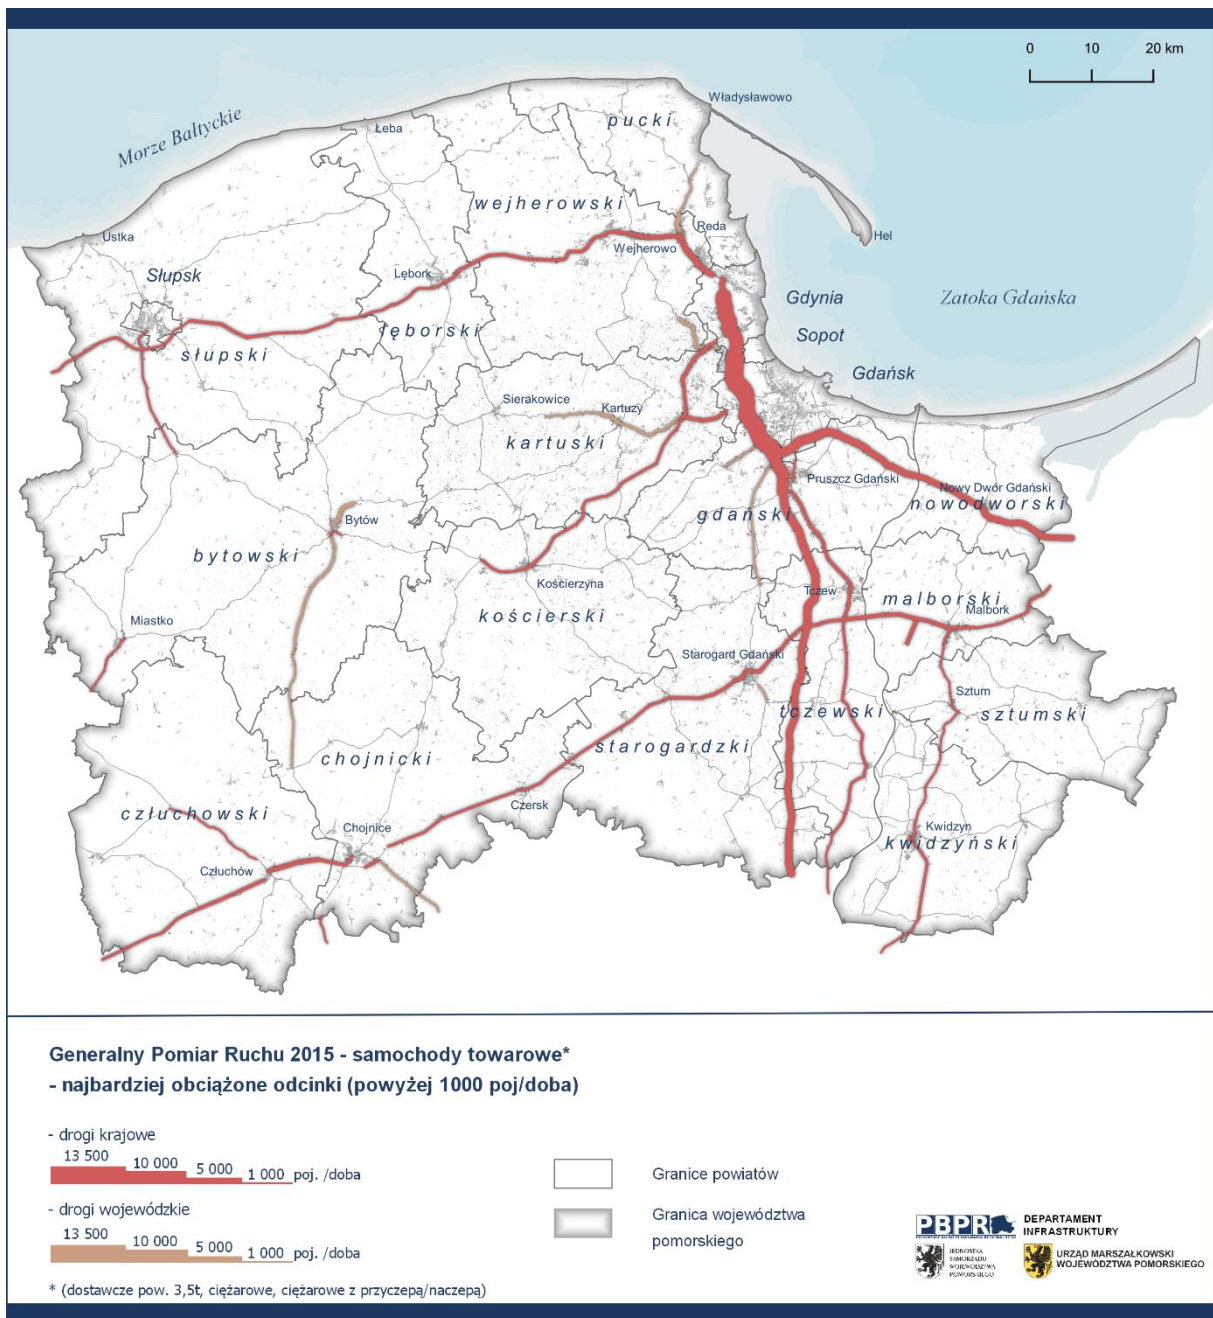 0 10 20 km
Władysławowo
Morze Bałtyckie
Łeba
pucki
wejherowski
Reda
Hel
Ustka
Wejherowo
Słupsk
Lębork
Gdynia
Zatoka Gdańska
łęborski
Sopot
słupski
Gdańsk
Sierakowice
Kartuzy
kartuski
Pruszcz Gdański
Nowy Dwór Gdański
nowodworski
gdański
Bytów
bytowski
Kościerzyna
Tczew
malborski
Malbork
kościerski
Miastko
Starogard Gdański
Sztum
tczewski
sztumski
starogardzki
chojnicki
Czersk
człuchowski
Chojnice
Kwidzyn
kwidzyński
Człuchów
Generalny Pomiar Ruchu 2015 - samochody towarowe*
- najbardziej obciążone odcinki (powyżej 1000 poj/doba)
- drogi krajowe
13 500 10 000 5 000 1 000 poj. /doba
Granice powiatów
- drogi wojewódzkie
13 500 10 000 5 000 1 000 poj. /doba
Granica województwa
pomorskiego
* (dostawcze pow. 3,5t, ciężarowe, ciężarowe z przyczepą/naczepą)
PBPR
DEPARTAMENT
INFRASTRUKTURY
JEDNOSTKA
SAMORZĄDU
WOJEWÓDZTWA
POMORSKIEGO
URZĄD MARSZAŁKOWSKI
WOJEWÓDZTWA POMORSKIEGO